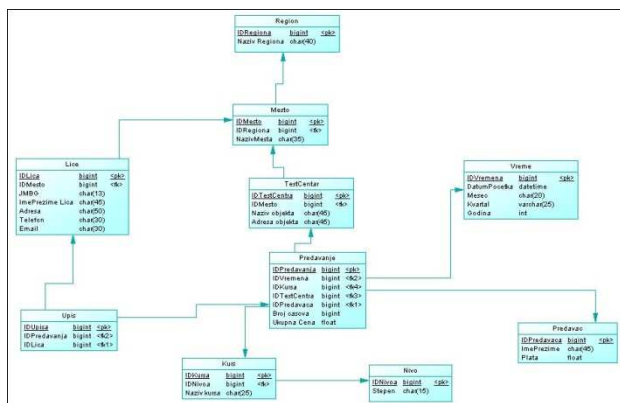 Region
IDRegiona bigint <pk>
Naziv Regiona char(40)
Mesto
IDMesto bigint <pk>
IDRegiona bigint <fk>
NazivMesta char(35)
Lice
IDLica bigint <pk>
IDMesto bigint <fk>
JMBG char(13)
ImePrezime Lica char(45)
Adresa char(50)
Telefon char(30)
Email char(30)
TestCentar
IDTestCentra bigint <pk>
IDMesto bigint <fk>
Naziv objekta char(45)
Adresa objekta char(45)
Vreme
IDVremena bigint <pk>
DatumPocetka datetime
Mesec char(20)
Kvartal varchar(25)
Godina int
Predavanje
IDPredavanja bigint <pk>
IDVremena bigint <fk2>
IDKursa bigint <fk4>
IDTestCentra bigint <fk3>
IDPredavaca bigint <fk1>
Broj casova bigint
Ukupna Cena float
Upis
IDUpisa bigint <pk>
IDPredavanja bigint <fk2>
IDLica bigint <fk1>
Predavac
IDPredavaca bigint <pk>
ImePrezime char(45)
Plata float
Kurs
IDKursa bigint <pk>
IDNivoa bigint <fk>
Naziv kursa char(25)
Nivo
IDNivoa bigint <pk>
Stepen char(15)